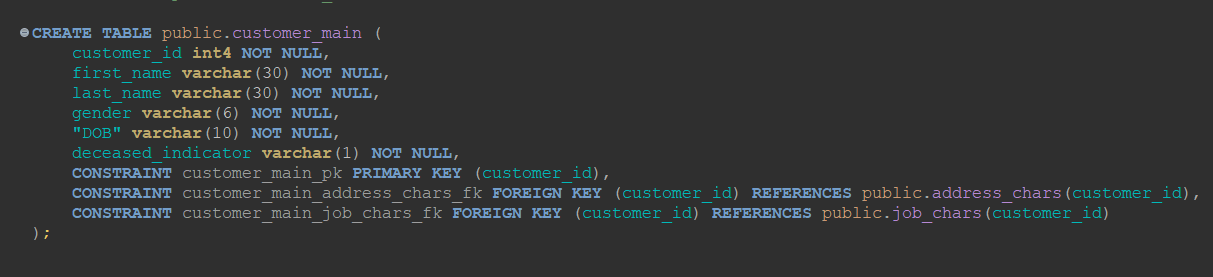 CREATE TABLE public.customer_main (
customer_id int4 NOT NULL,
first_name varchar(30) NOT NULL,
last_name varchar(30) NOT NULL,
gender varchar(6) NOT NULL,
"DOB" varchar(10) NOT NULL,
deceased_indicator varchar(1) NOT NULL,
CONSTRAINT customer_main_pk PRIMARY KEY (customer_id),
CONSTRAINT customer_main_address_chars_fk FOREIGN KEY (customer_id) REFERENCES public.address_chars(customer_id),
CONSTRAINT customer_main_job_chars_fk FOREIGN KEY (customer_id) REFERENCES public.job_chars(customer_id)
);